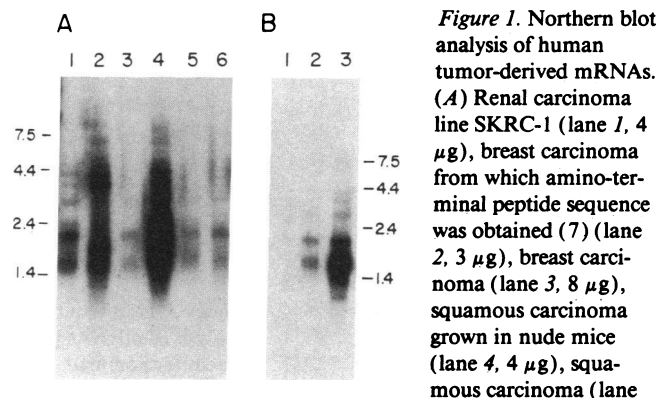 A
B
1 2 3 4 5 6
1 2 3
7.5
4.4
2.4
1.4
7.5
4.4
2.4
1.4
Figure 1. Northern blot
analysis of human
tumor-derived mRNAs.
(A) Renal carcinoma
line SKRC-1 (lane 1, 4
μg), breast carcinoma
from which amino-ter-
minal peptide sequence
was obtained (7) (lane
2, 3 μg), breast carci-
noma (lane 3, 8 μg),
squamous carcinoma
grown in nude mice
(lane 4, 4 μg), squa-
mous carcinoma (lane